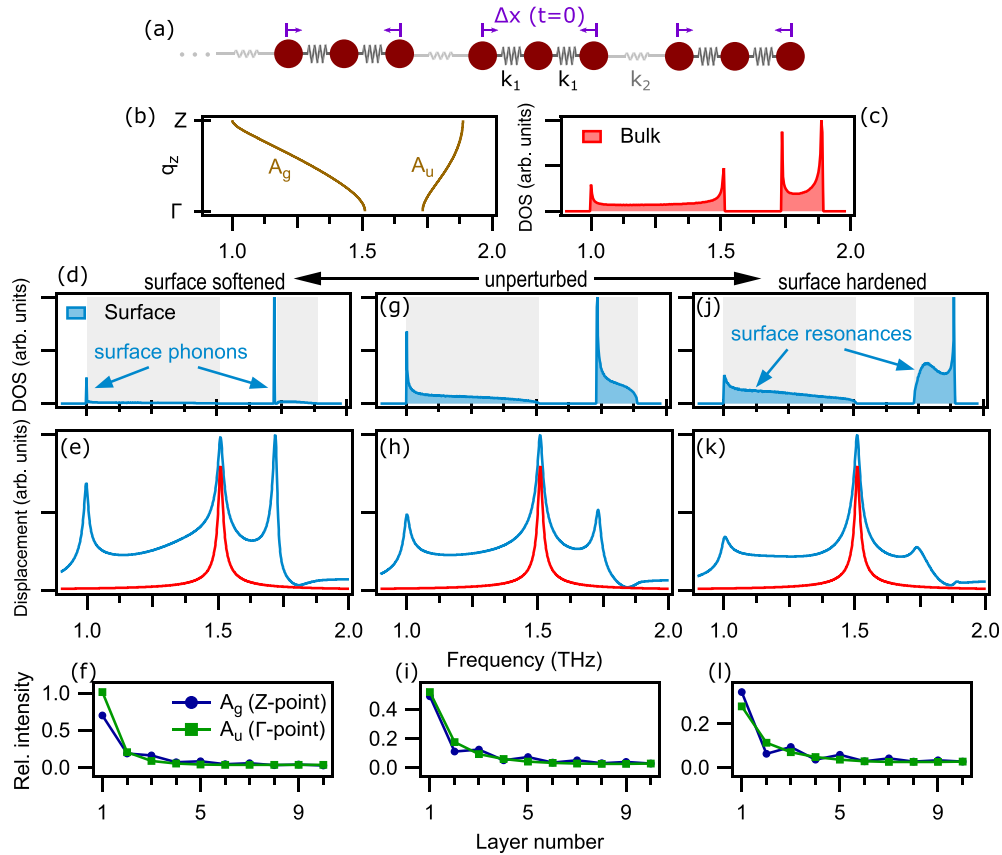 (a)
Δx (t=0)
. . .
k1 k1 k2
(b)
Z
qz
Γ
Ag
Au
1.0 1.5 2.0
DOS (arb. units)
Bulk
(c)
1.0 1.5 2.0
(d)
surface softened
unperturbed
surface hardened
DOS (arb. units)
Surface
surface phonons
(g)
(j)
surface resonances
Displacement (arb. units)
(e)
(h)
(k)
1.0 1.5 2.0
1.0 1.5 2.0
1.0 1.5 2.0
Frequency (THz)
Rel. intensity
(f)
1.0
0.5
0.0
Ag (Z-point)
Au (Γ-point)
1 5 9
(i)
0.4
0.2
0.0
1 5 9
(l)
0.2
0.0
1 5 9
Layer number